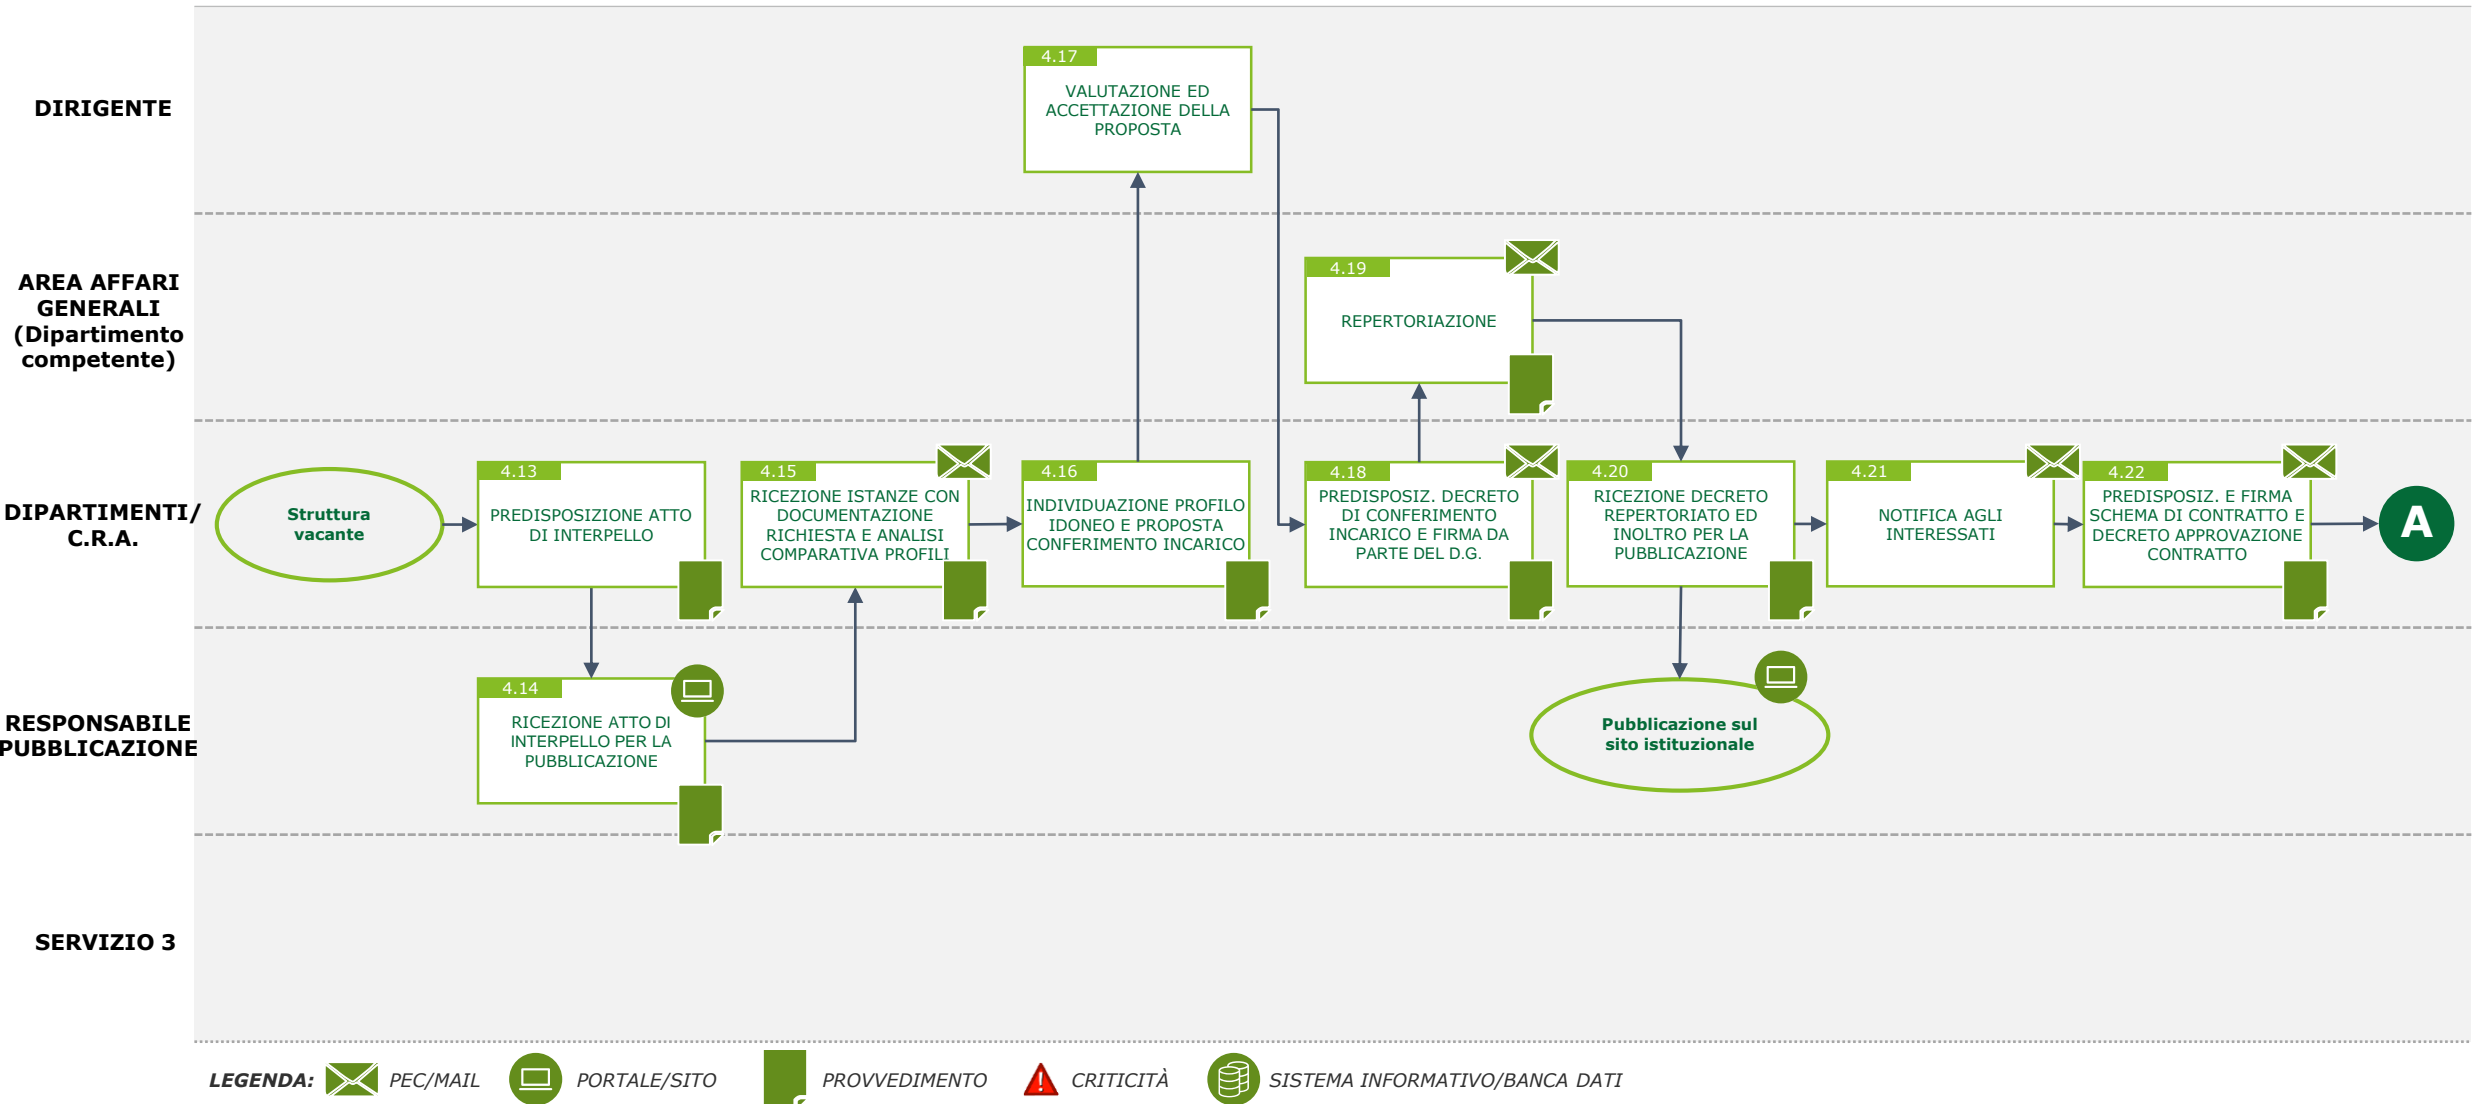 DIRIGENTE
4.17
VALUTAZIONE ED
ACCETTAZIONE DELLA
PROPOSTA
AREA AFFARI
GENERALI
(Dipartimento
competente)
4.19
REPERTORIAZIONE
DIPARTIMENTI/
C.R.A.
Struttura
vacante
4.13
PREDISPOSIZIONE ATTO
DI INTERPELLO
4.15
RICEZIONE ISTANZE CON
DOCUMENTAZIONE
RICHIESTA E ANALISI
COMPARATIVA PROFILI
4.16
INDIVIDUAZIONE PROFILO
IDONEO E PROPOSTA
CONFERIMENTO INCARICO
4.18
PREDISPOSIZ. DECRETO
DI CONFERIMENTO
INCARICO E FIRMA DA
PARTE DEL D.G.
4.20
RICEZIONE DECRETO
REPERTORIATO ED
INOLTRO PER LA
PUBBLICAZIONE
4.21
NOTIFICA AGLI
INTERESSATI
4.22
PREDISPOSIZ. E FIRMA
SCHEMA DI CONTRATTO E
DECRETO APPROVAZIONE
CONTRATTO
A
RESPONSABILE
PUBBLICAZIONE
4.14
RICEZIONE ATTO DI
INTERPELLO PER LA
PUBBLICAZIONE
Pubblicazione sul
sito istituzionale
SERVIZIO 3
LEGENDA: PEC/MAIL PORTALE/SITO PROVVEDIMENTO CRITICITÀ SISTEMA INFORMATIVO/BANCA DATI